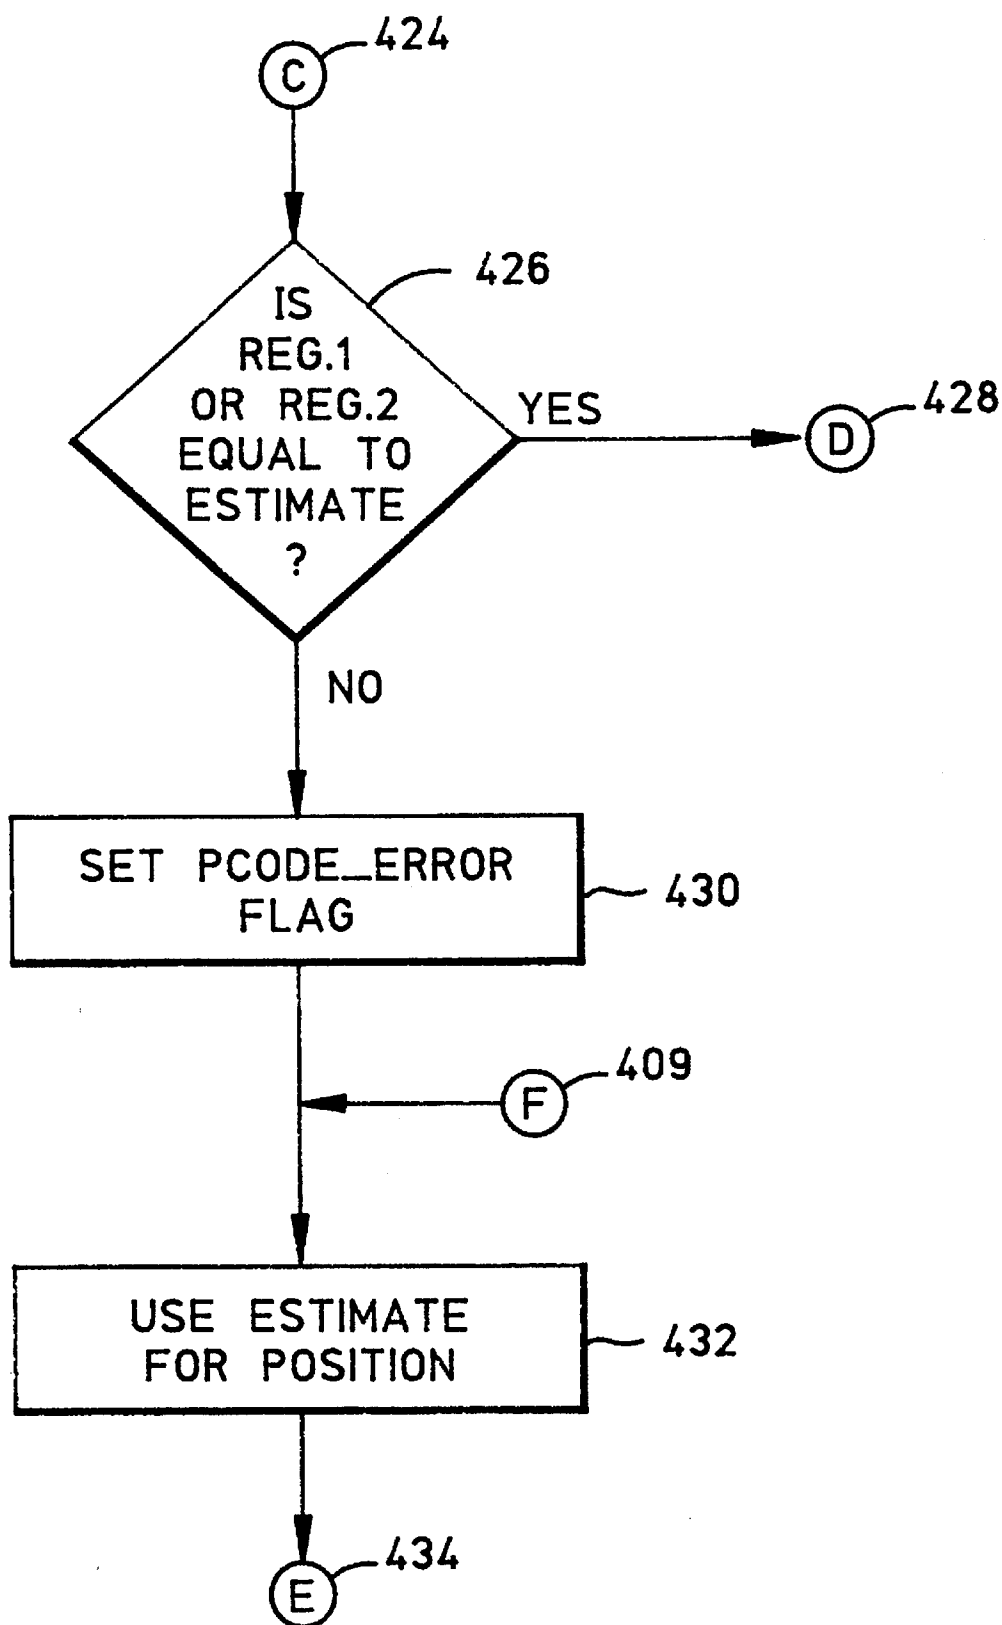 424
C
426
IS
REG.1
OR REG.2
EQUAL TO
ESTIMATE
?
YES
428
D
NO
SET PCODE_ERROR
FLAG
430
409
F
USE ESTIMATE
FOR POSITION
432
434
E